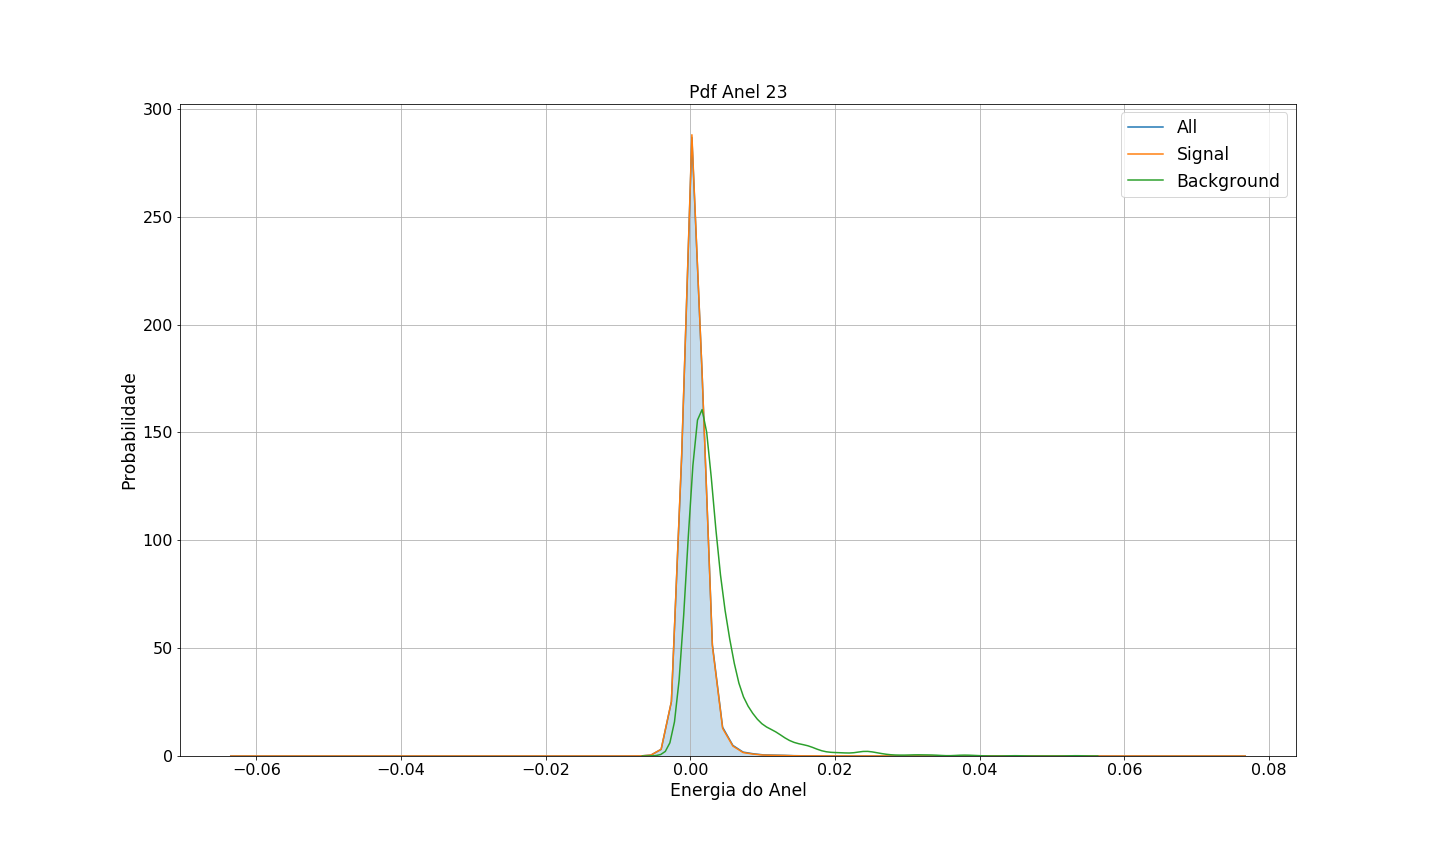 Pdf Anel 23
All
Signal
Background
Probabilidade
300
250
200
150
100
50
0
−0.06 −0.04 −0.02 0.00 0.02 0.04 0.06 0.08
Energia do Anel